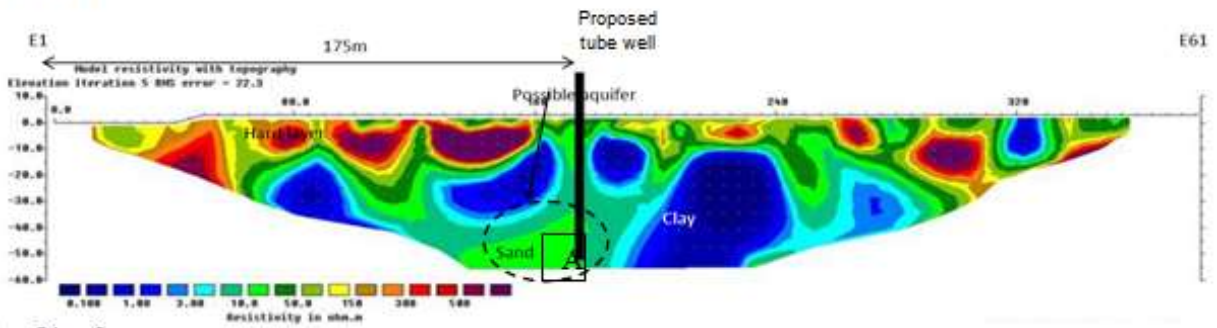 Proposed
tube well
E1
175m
E61
Model resistivity with topography
Elevation Iteration 5 RMS error = 22.3
Possible aquifer
10.0
0.0
80.0
240
320
0.0
Hard layer
-10.0
-20.0
-30.0
Clay
-40.0
Sand
A
-50.0
-60.0
0.100 1.00 3.00 10.0 50.0 150 300 500
Resistivity in ohm.m